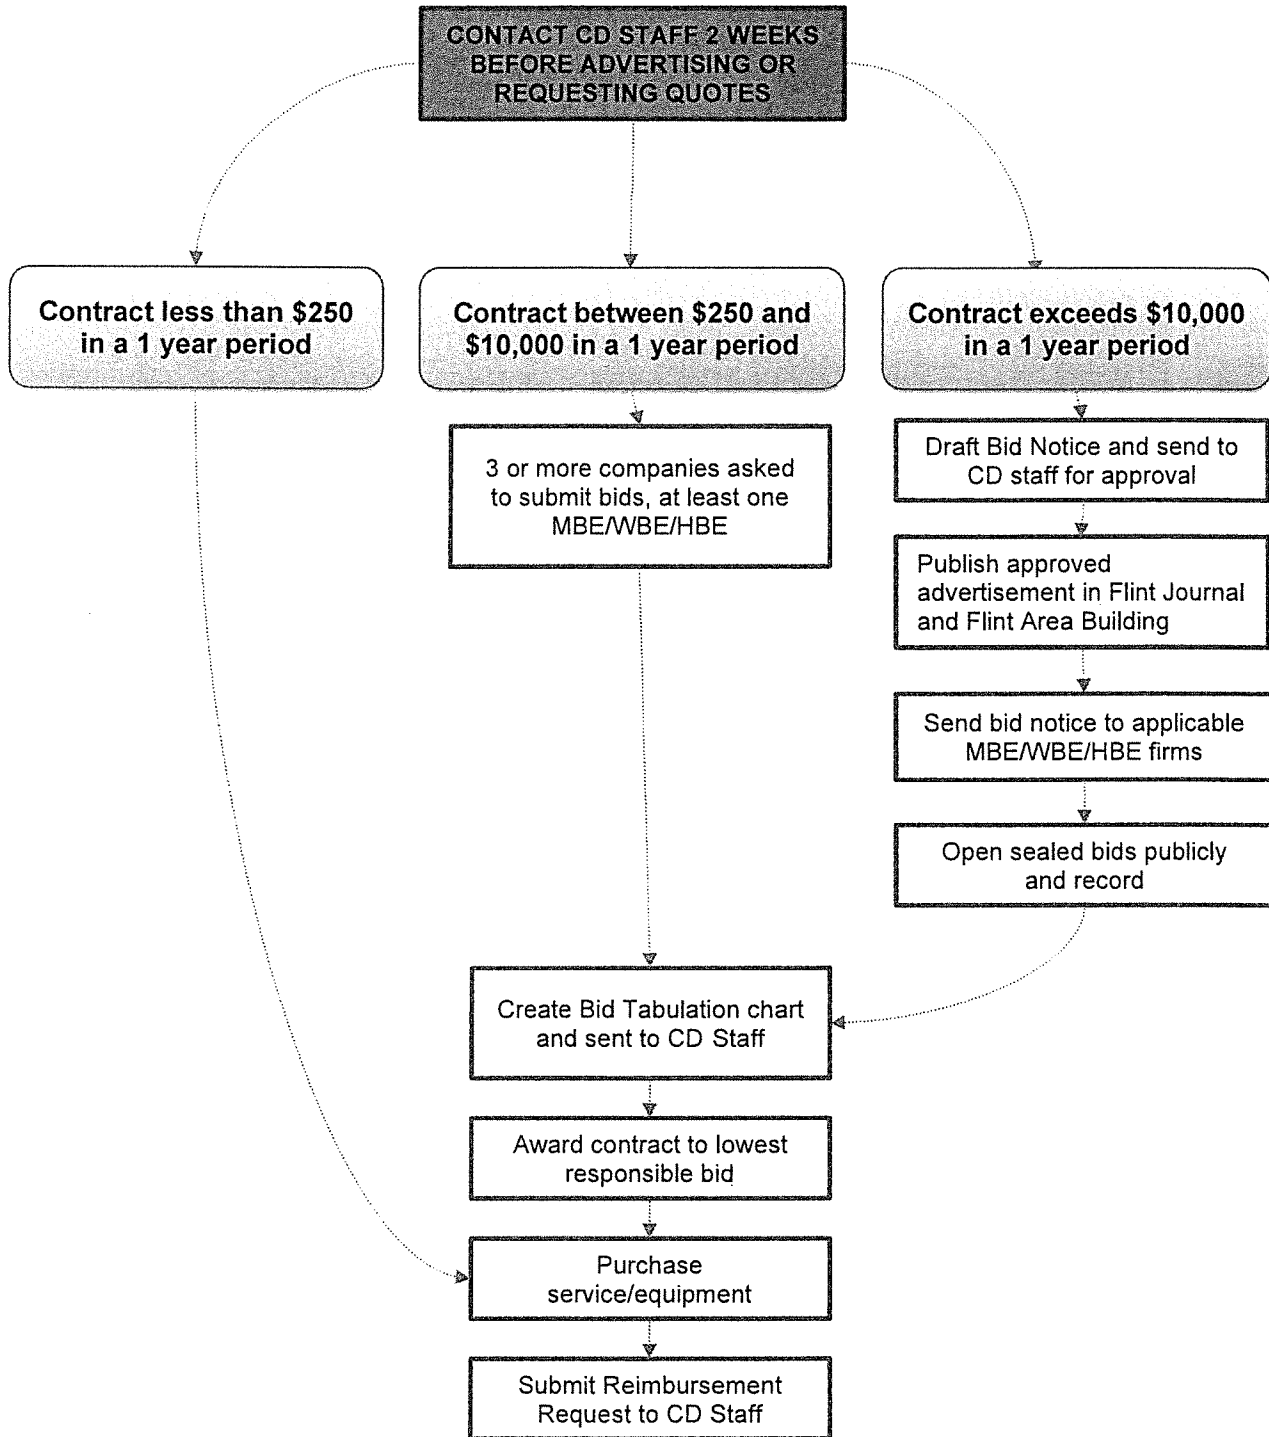 CONTACT CD STAFF 2 WEEKS
BEFORE ADVERTISING OR
REQUESTING QUOTES
Contract less than $250
in a 1 year period
Contract between $250 and
$10,000 in a 1 year period
Contract exceeds $10,000
in a 1 year period
3 or more companies asked
to submit bids, at least one
MBE/WBE/HBE
Draft Bid Notice and send to
CD staff for approval
Publish approved
advertisement in Flint Journal
and Flint Area Building
Send bid notice to applicable
MBE/WBE/HBE firms
Open sealed bids publicly
and record
Create Bid Tabulation chart
and sent to CD Staff
Award contract to lowest
responsible bid
Purchase
service/equipment
Submit Reimbursement
Request to CD Staff